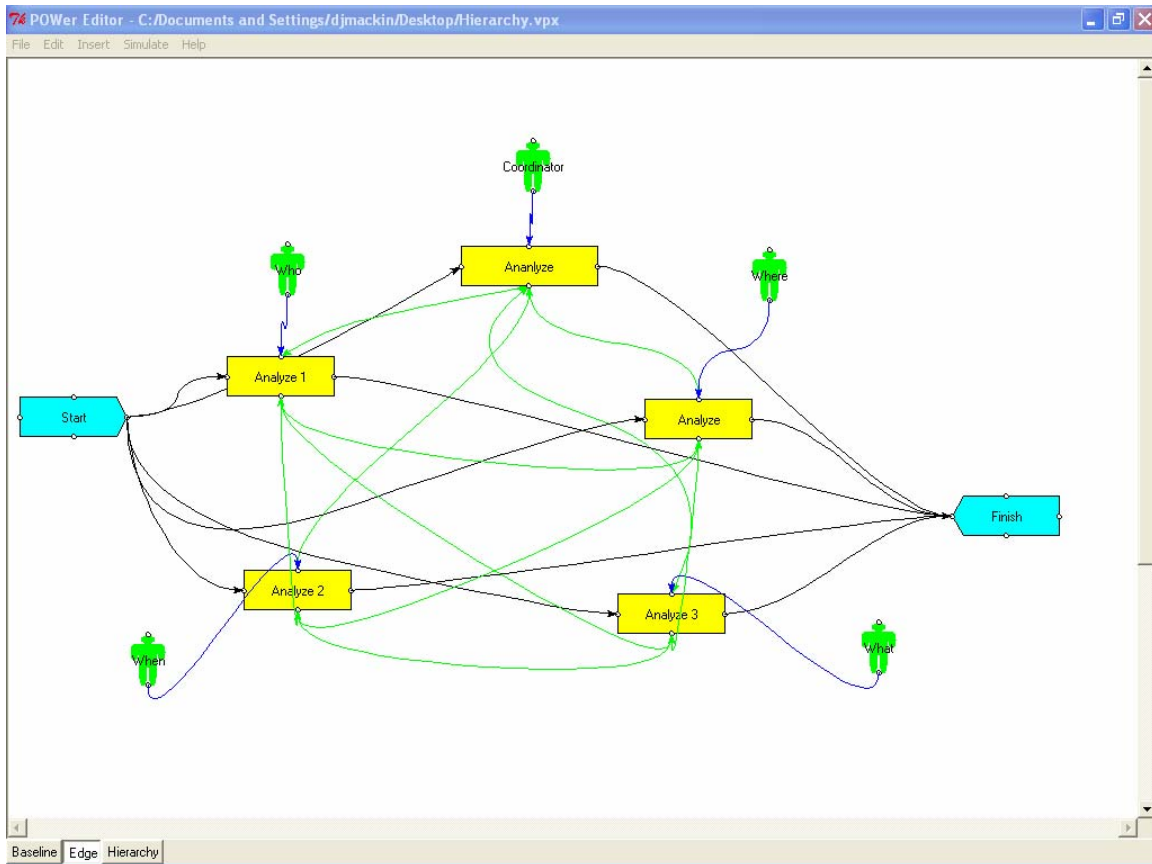 POWer Editor - C:/Documents and Settings/djmackin/Desktop/Hierarchy.vpx
File Edit Insert Simulate Help
Coordinator
Who
Ananlyze
Where
Analyze 1
Start
Analyze
Finish
Analyze 2
Analyze 3
When
What
Baseline Edge Hierarchy